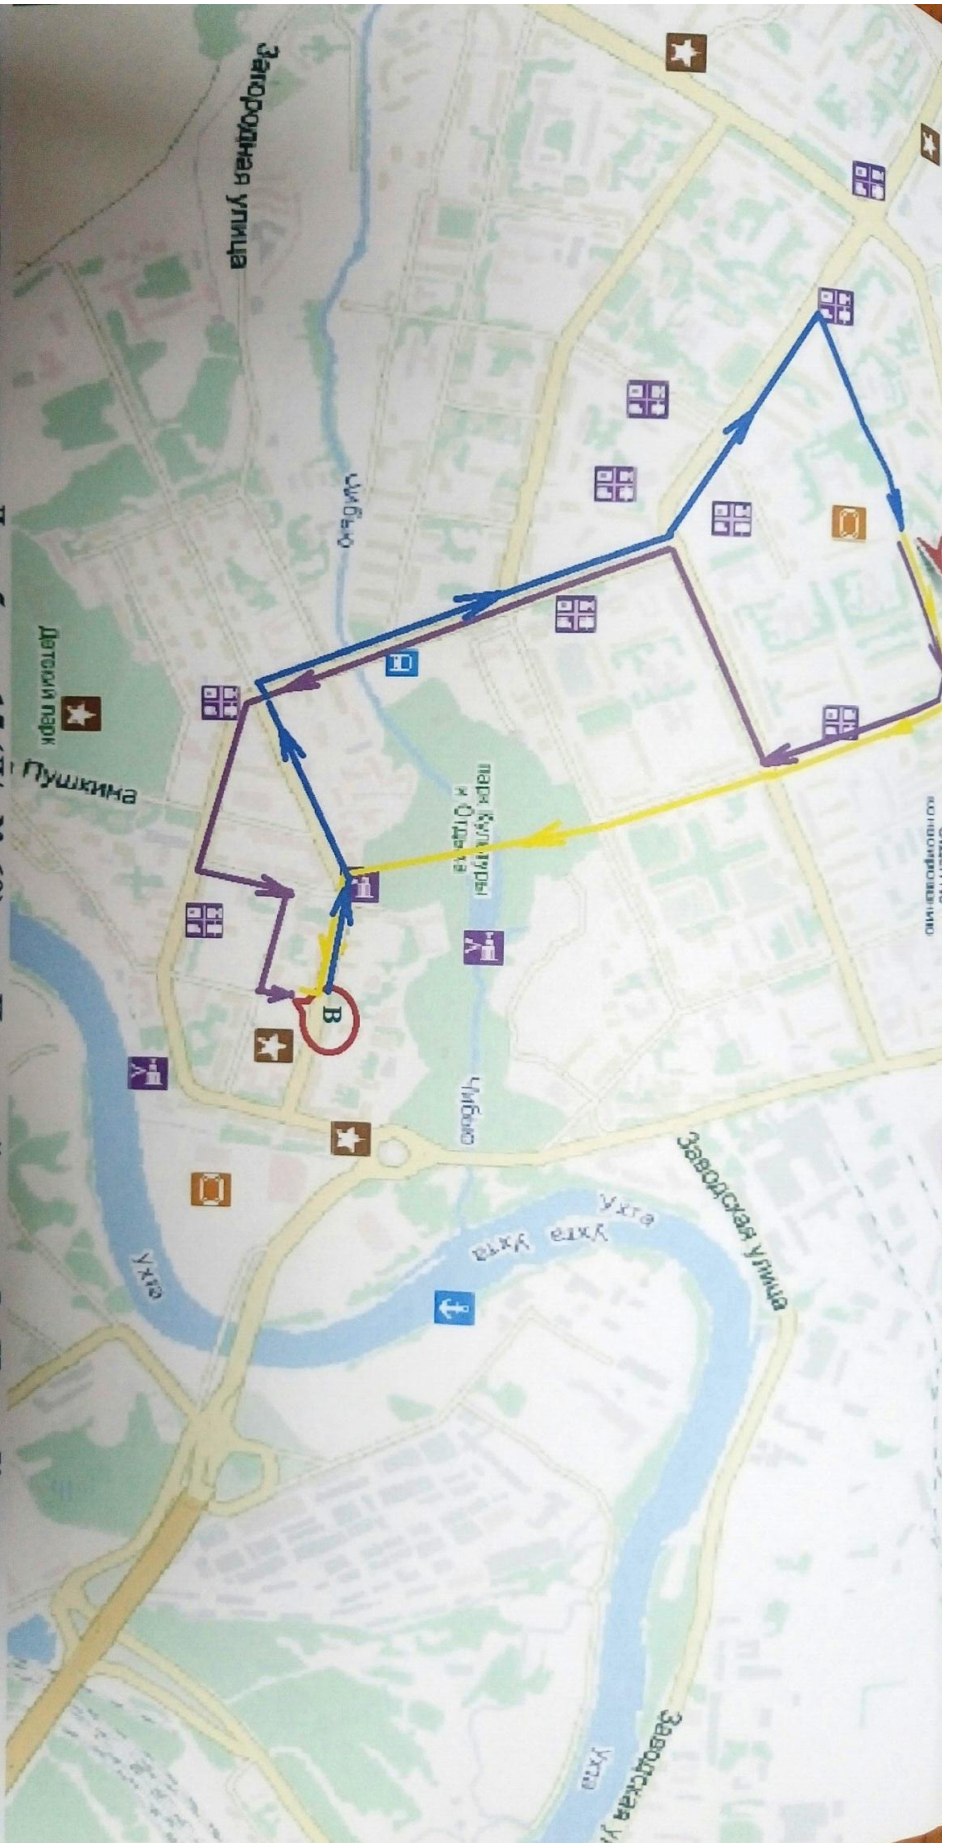 Загородная улица
Чибью
Детский парк
Пушкина
парк Культуры
и Отдыха
В
Чибью
Заводская улица
Ухта
Ухта
Ухта
Ухта
Ухта
Заводская у